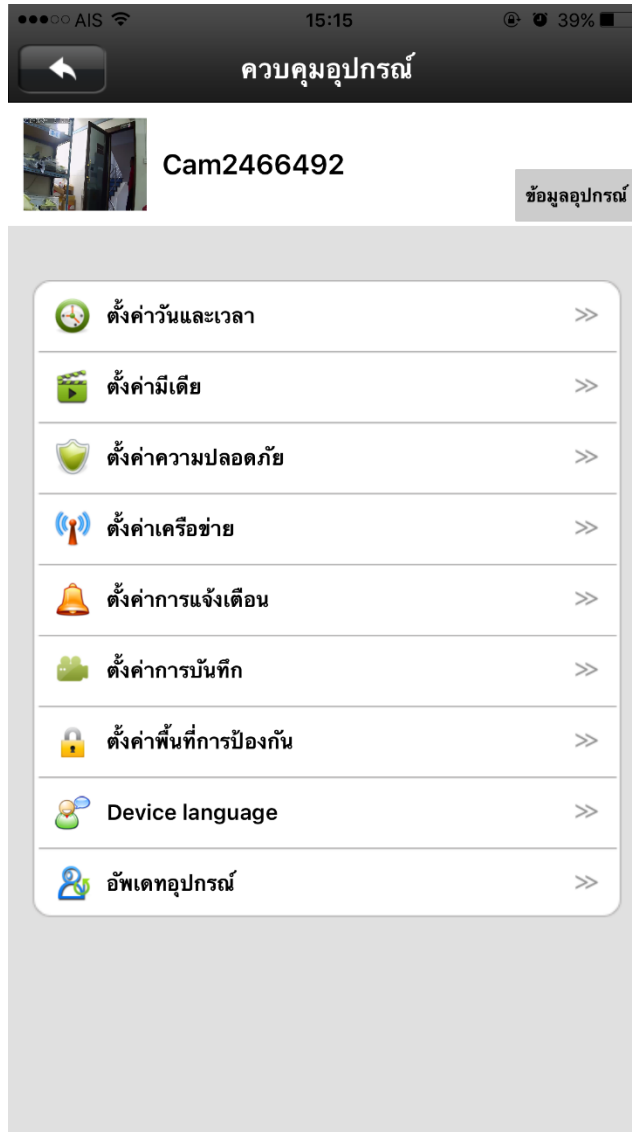 AIS 15:15 39%
ควบคุมอุปกรณ์
Cam2466492
ข้อมูลอุปกรณ์
ตั้งค่าวันและเวลา
ตั้งค่ามีเดีย
ตั้งค่าความปลอดภัย
ตั้งค่าเครือข่าย
ตั้งค่าการแจ้งเตือน
ตั้งค่าการบันทึก
ตั้งค่าพื้นที่การป้องกัน
Device language
อัพเดทอุปกรณ์